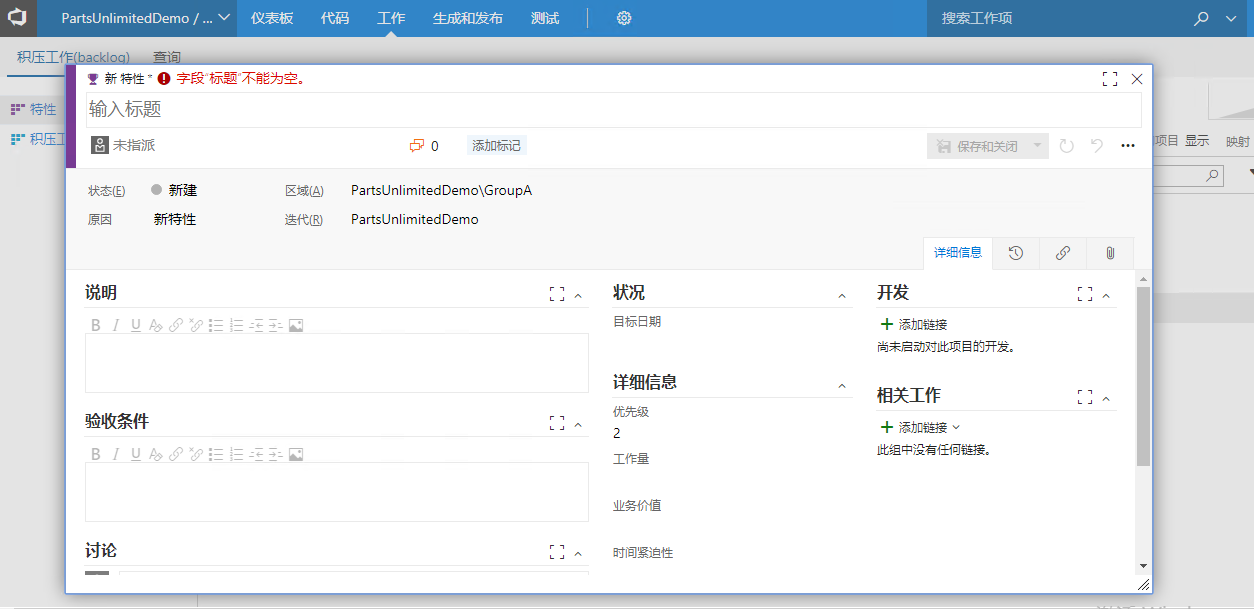 PartsUnlimitedDemo / ... 仪表板 代码 工作 生成和发布 测试 搜索工作项
积压工作(backlog) 查询
新 特性 * 字段“标题”不能为空。
输入标题
特性
未指派 0 添加标记 保存和关闭
积压工
项目 显示 映射
状态(E) 新建 区域(A) PartsUnlimitedDemo\GroupA
原因 新特性 迭代(R) PartsUnlimitedDemo
详细信息
说明 状况 开发
B I U 目标日期 添加链接
尚未启动对此项目的开发。
详细信息 相关工作
优先级
验收条件 2 添加链接
B I U 工作量 此组中没有任何链接。
业务价值
讨论 时间紧迫性